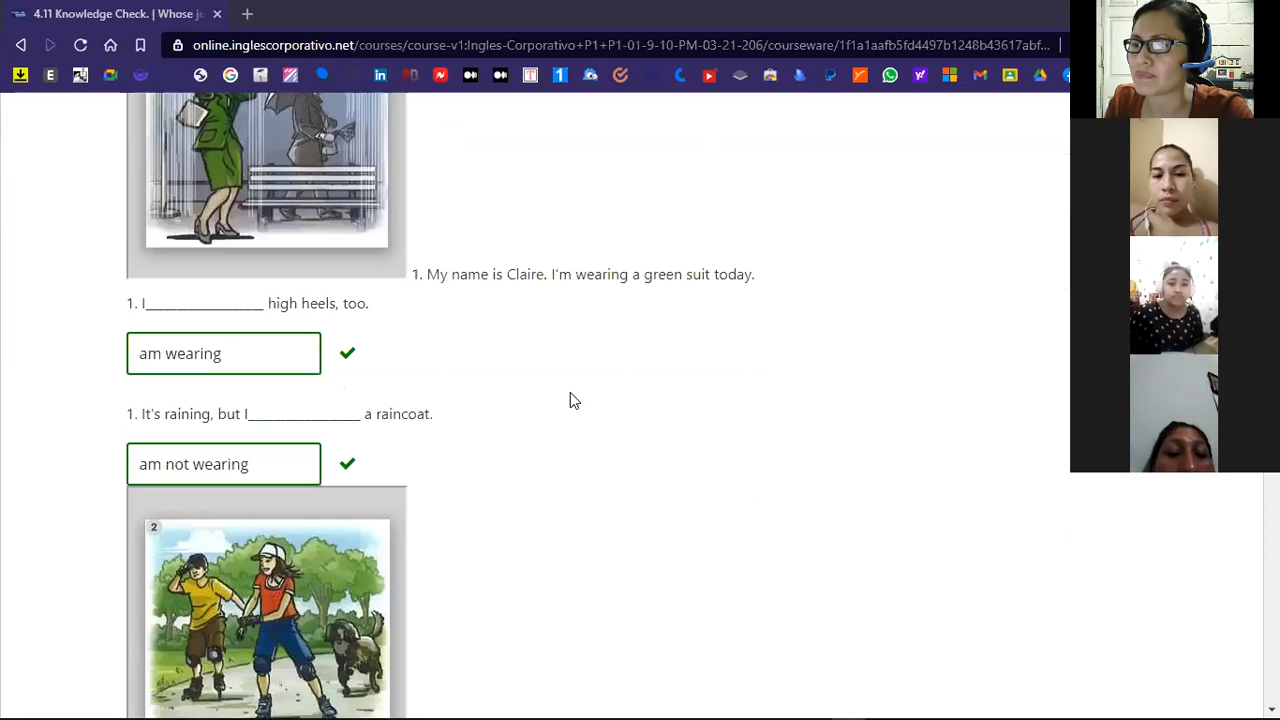 4.11 Knowledge Check. | Whose je
online.inglescorporativo.net/courses/course-v1:Ingles-Corporativo+P1+P1-01-9-10-PM-03-21-206/courseware/1f1a1aafb5fd4497b1248b43617abf...
1. My name is Claire. I'm wearing a green suit today.
1. I__________________ high heels, too.
am wearing
1. It's raining, but I_________________ a raincoat.
am not wearing
2